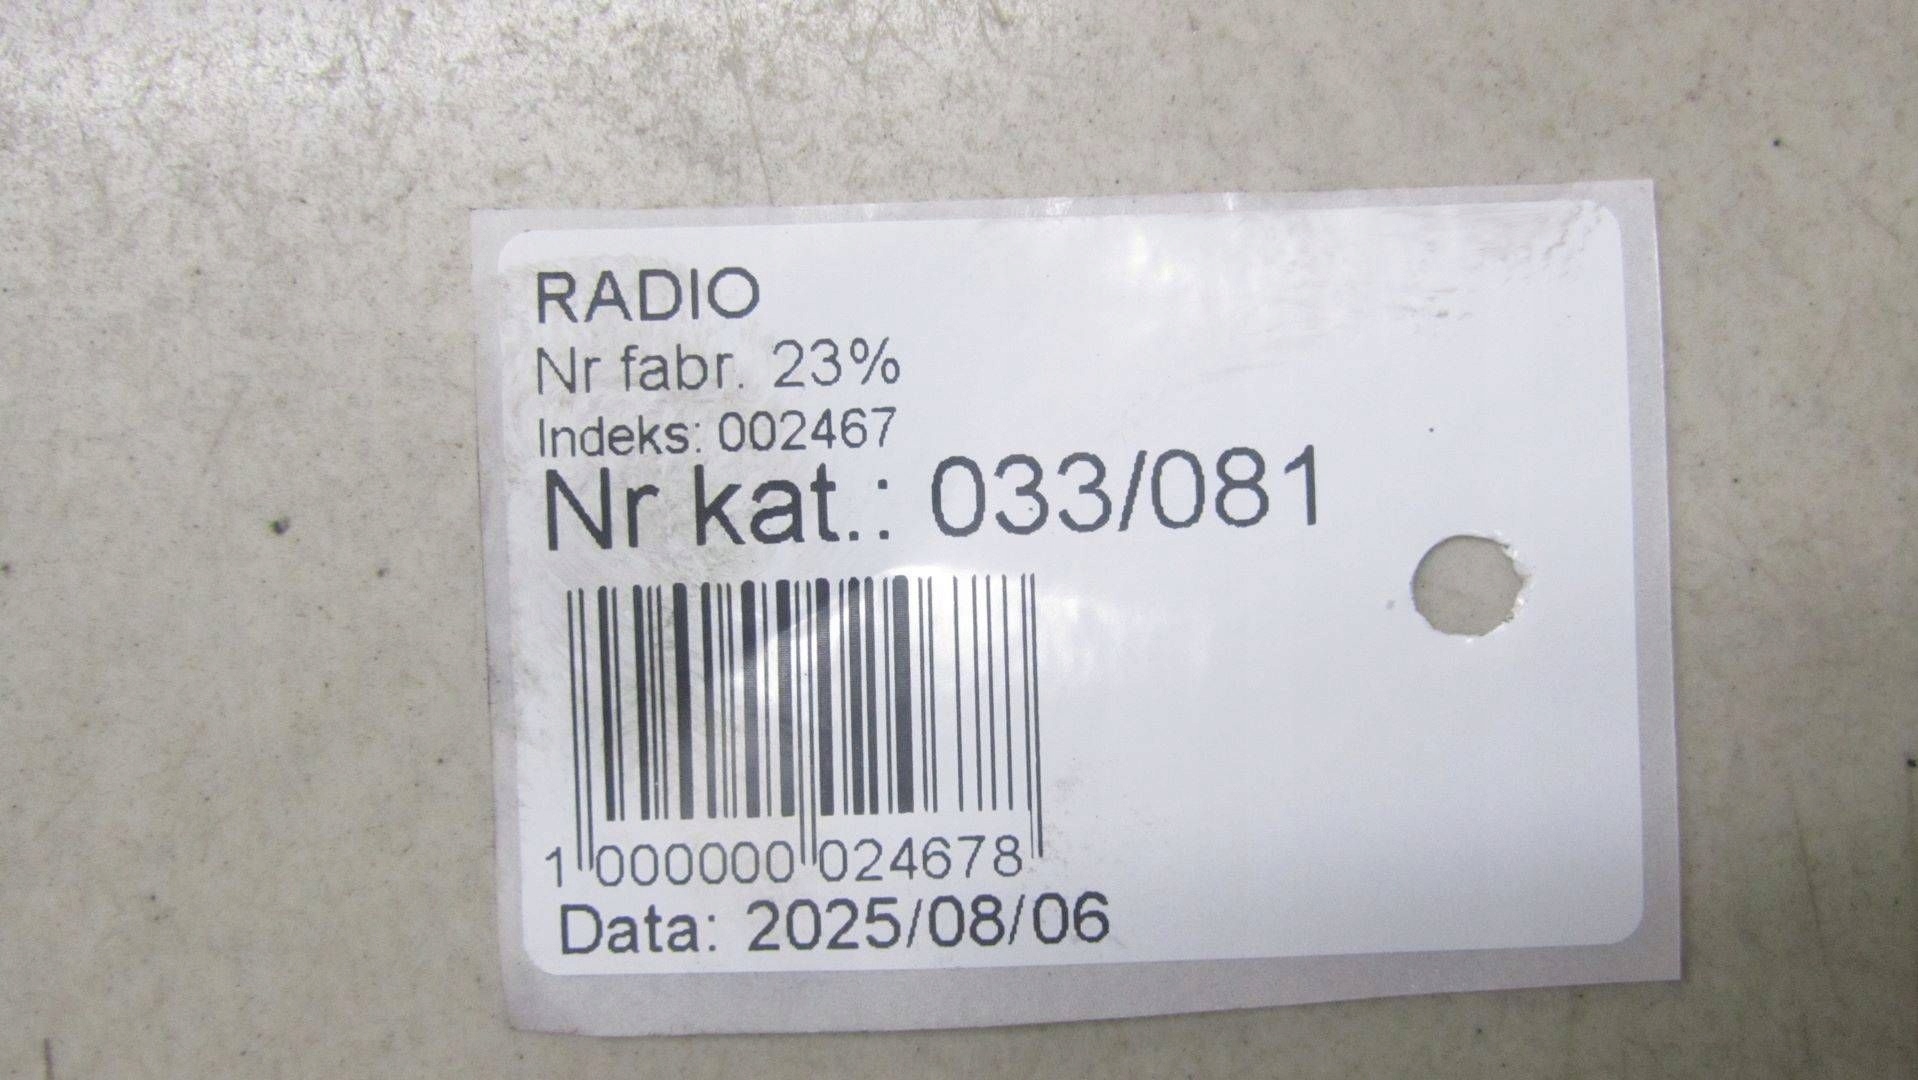 RADIO
Nr fabr. 23%
Indeks: 002467
Nr kat.: 033/081
1 000000 024678
Data: 2025/08/06